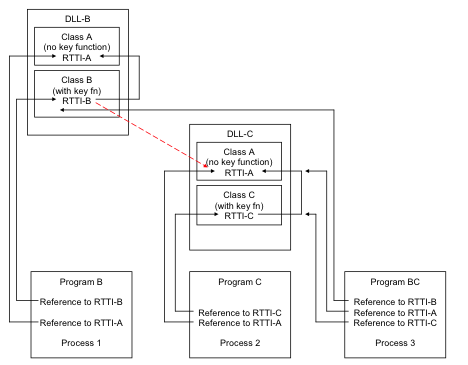 DLL-B
Class A
(no key function)
RTTI-A
Class B
(with key fn)
RTTI-B
DLL-C
Class A
(no key function)
RTTI-A
Class C
(with key fn)
RTTI-C
Program B
Reference to RTTI-B
Reference to RTTI-A
Process 1
Program C
Reference to RTTI-C
Reference to RTTI-A
Process 2
Program BC
Reference to RTTI-B
Reference to RTTI-A
Reference to RTTI-C
Process 3